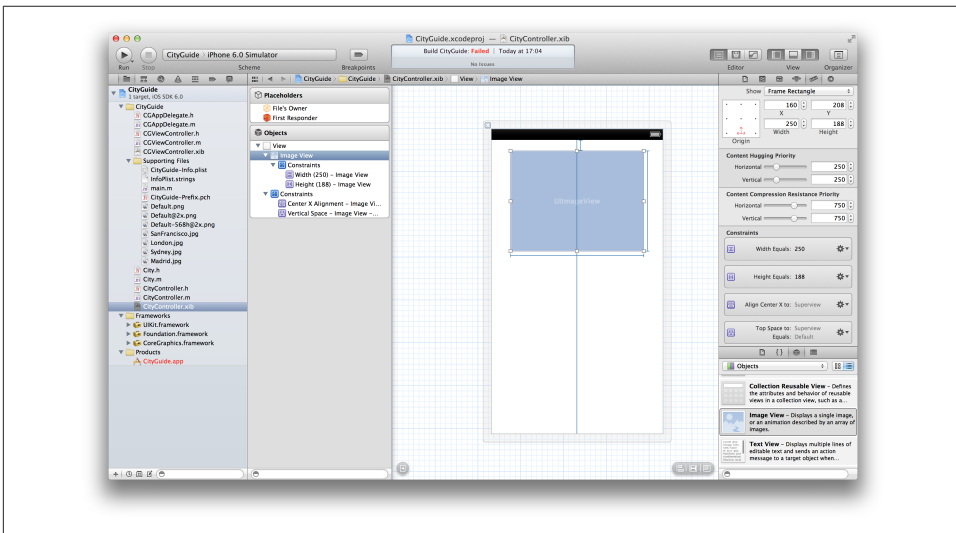 CityGuide.xcodeproj — CityController.xib
CityGuide iPhone 6.0 Simulator
Build CityGuide: Failed Today at 17:04
No Issues
Run Stop Scheme Breakpoints Editor View Organizer
CityGuide CityGuide CityController.xib View Image View
CityGuide
1 target, iOS SDK 6.0
CityGuide
CGAppDelegate.h
CGAppDelegate.m
CGViewController.h
CGViewController.m
CGViewController.xib
Supporting Files
CityGuide-Info.plist
InfoPlist.strings
main.m
CityGuide-Prefix.pch
Default.png
Default@2x.png
Default-568h@2x.png
SanFrancisco.jpg
London.jpg
Sydney.jpg
Madrid.jpg
City.h
City.m
CityController.h
CityController.m
CityController.xib
Frameworks
UIKit.framework
Foundation.framework
CoreGraphics.framework
Products
CityGuide.app
Placeholders
File's Owner
First Responder
Objects
View
Image View
Constraints
Width (250) – Image View
Height (188) – Image View
Constraints
Center X Alignment – Image Vi...
Vertical Space – Image View –...
UIImageView
Show Frame Rectangle
160 208
X Y
250 188
Width Height
Origin
Content Hugging Priority
Horizontal 250
Vertical 250
Content Compression Resistance Priority
Horizontal 750
Vertical 750
Constraints
Width Equals: 250
Height Equals: 188
Align Center X to: Superview
Top Space to: Superview
Equals: Default
Objects
Collection Reusable View – Defines
the attributes and behavior of reusable
views in a collection view, such as a...
Image View – Displays a single image,
or an animation described by an array of
images.
Text View – Displays multiple lines of
editable text and sends an action
message to a target object when...